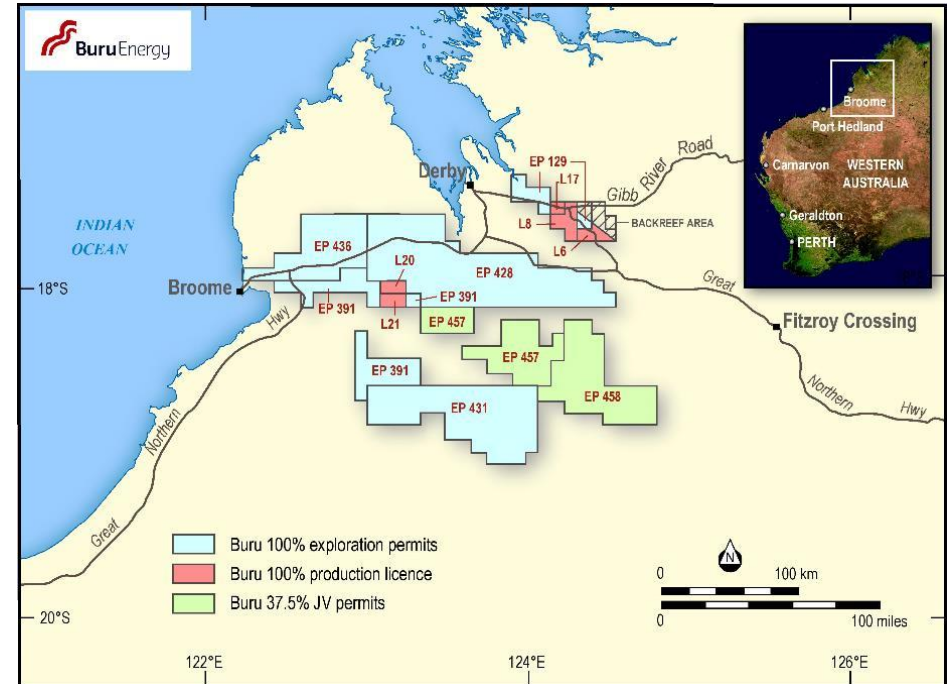 Buru Energy
INDIAN
OCEAN
Derby
Broome
Fitzroy Crossing
Gibb
River
Road
EP 129
L17
L8
L6
BACKREEF AREA
EP 436
EP 428
L20
L21
EP 391
EP 391
EP 457
EP 391
EP 457
EP 458
EP 431
Great
Northern
Hwy
Great
Northern
Hwy
Broome
Port Hedland
Carnarvon
WESTERN
AUSTRALIA
Geraldton
PERTH
Buru 100% exploration permits
Buru 100% production licence
Buru 37.5% JV permits
N
0 100 km
0 100 miles
18°S
20°S
122°E
124°E
126°E